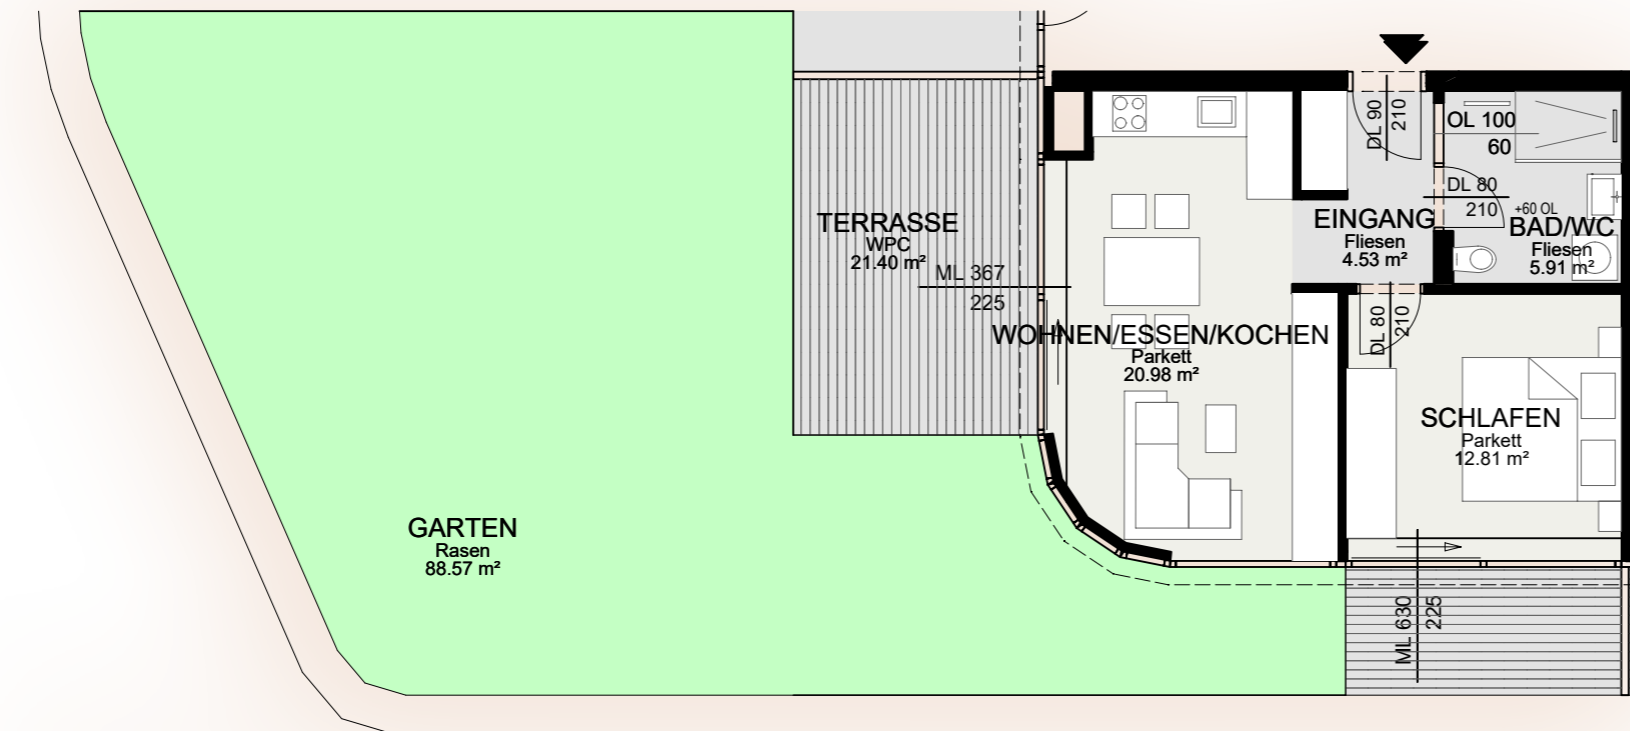 DL 90
210
OL 100
60
DL 80
210
+60 OL
BAD/WC
Fliesen
5.91 m²
EINGANG
Fliesen
4.53 m²
TERRASSE
WPC
21.40 m²
ML 367
225
WOHNEN/ESSEN/KOCHEN
Parkett
20.98 m²
DL 80
210
SCHLAFEN
Parkett
12.81 m²
GARTEN
Rasen
88.57 m²
ML 630
225